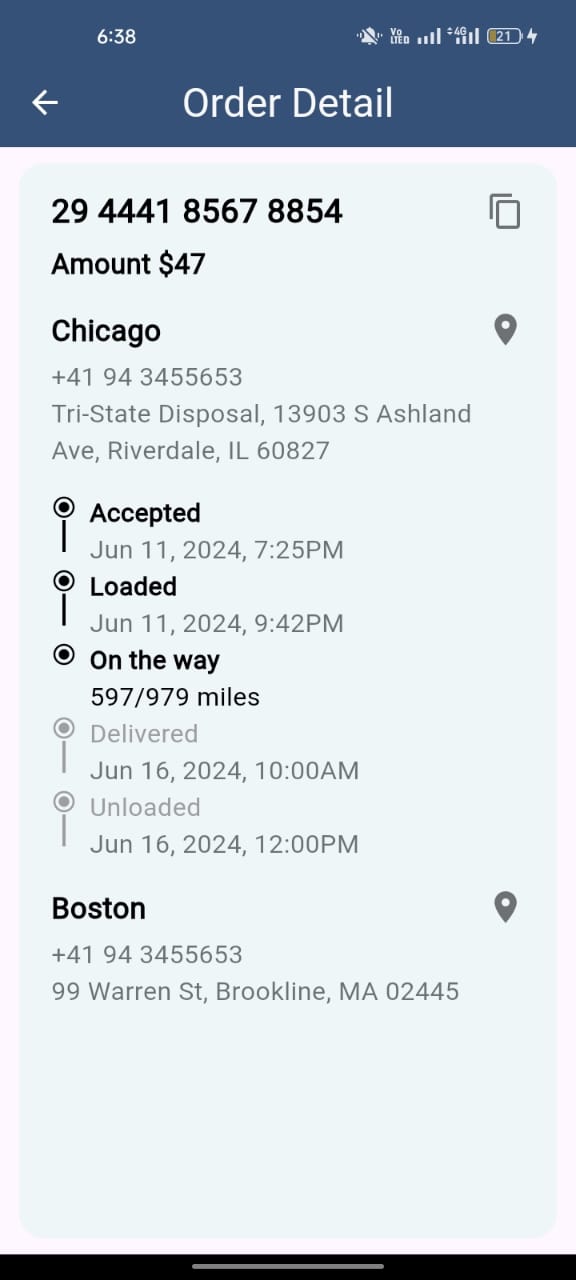 6:38
Vo LTED 4G 21
Order Detail
29 4441 8567 8854
Amount $47
Chicago
+41 94 3455653
Tri-State Disposal, 13903 S Ashland
Ave, Riverdale, IL 60827
Accepted
Jun 11, 2024, 7:25PM
Loaded
Jun 11, 2024, 9:42PM
On the way
597/979 miles
Delivered
Jun 16, 2024, 10:00AM
Unloaded
Jun 16, 2024, 12:00PM
Boston
+41 94 3455653
99 Warren St, Brookline, MA 02445